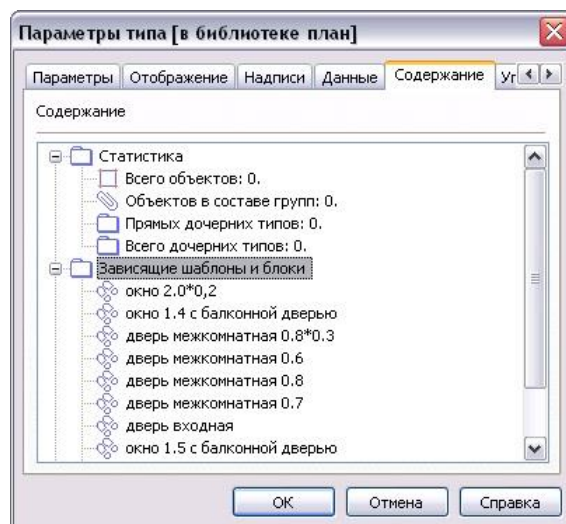 Параметры типа [в библиотеке план]
Параметры Отображение Надписи Данные Содержание Уг
Содержание
Статистика
Всего объектов: 0.
Объектов в составе групп: 0.
Прямых дочерних типов: 0.
Всего дочерних типов: 0.
Зависящие шаблоны и блоки
окно 2.0*0,2
окно 1.4 с балконной дверью
дверь межкомнатная 0.8*0.3
дверь межкомнатная 0.6
дверь межкомнатная 0.8
дверь межкомнатная 0.7
дверь входная
окно 1.5 с балконной дверью
ОК Отмена Справка